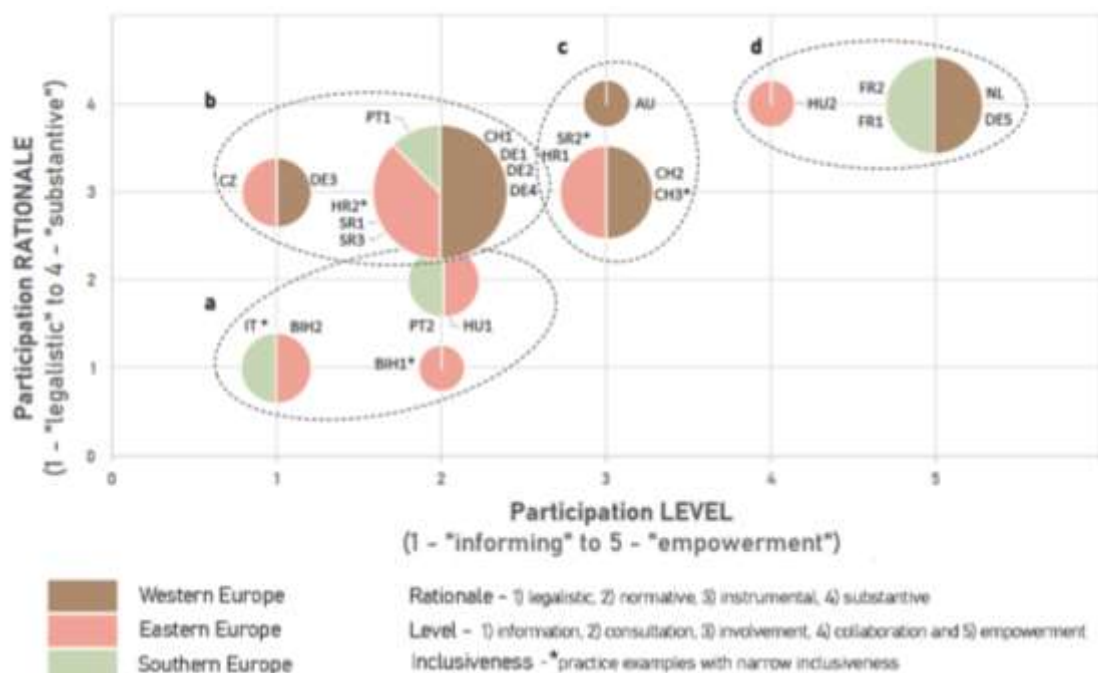 c
d
b
4
AU
HU2
FR2
NL
FR1
DE5
PT1
CH1
DE1
DE2
DE4
SR2*
HR1
CH2
CH3*
3
CZ
DE3
HR2*
SR1
SR3
2
a
PT2
HU1
IT *
BIH2
1
BIH1*
0
0
1
2
3
4
5
Participation RATIONALE
(1 - "legalistic" to 4 - "substantive")
Participation LEVEL
(1 - "informing" to 5 - "empowerment")
Western Europe
Eastern Europe
Southern Europe
Rationale - 1) legalistic, 2) normative, 3) instrumental, 4) substantive
Level - 1) information, 2) consultation, 3) involvement, 4) collaboration and 5) empowerment
Inclusiveness -*practice examples with narrow inclusiveness